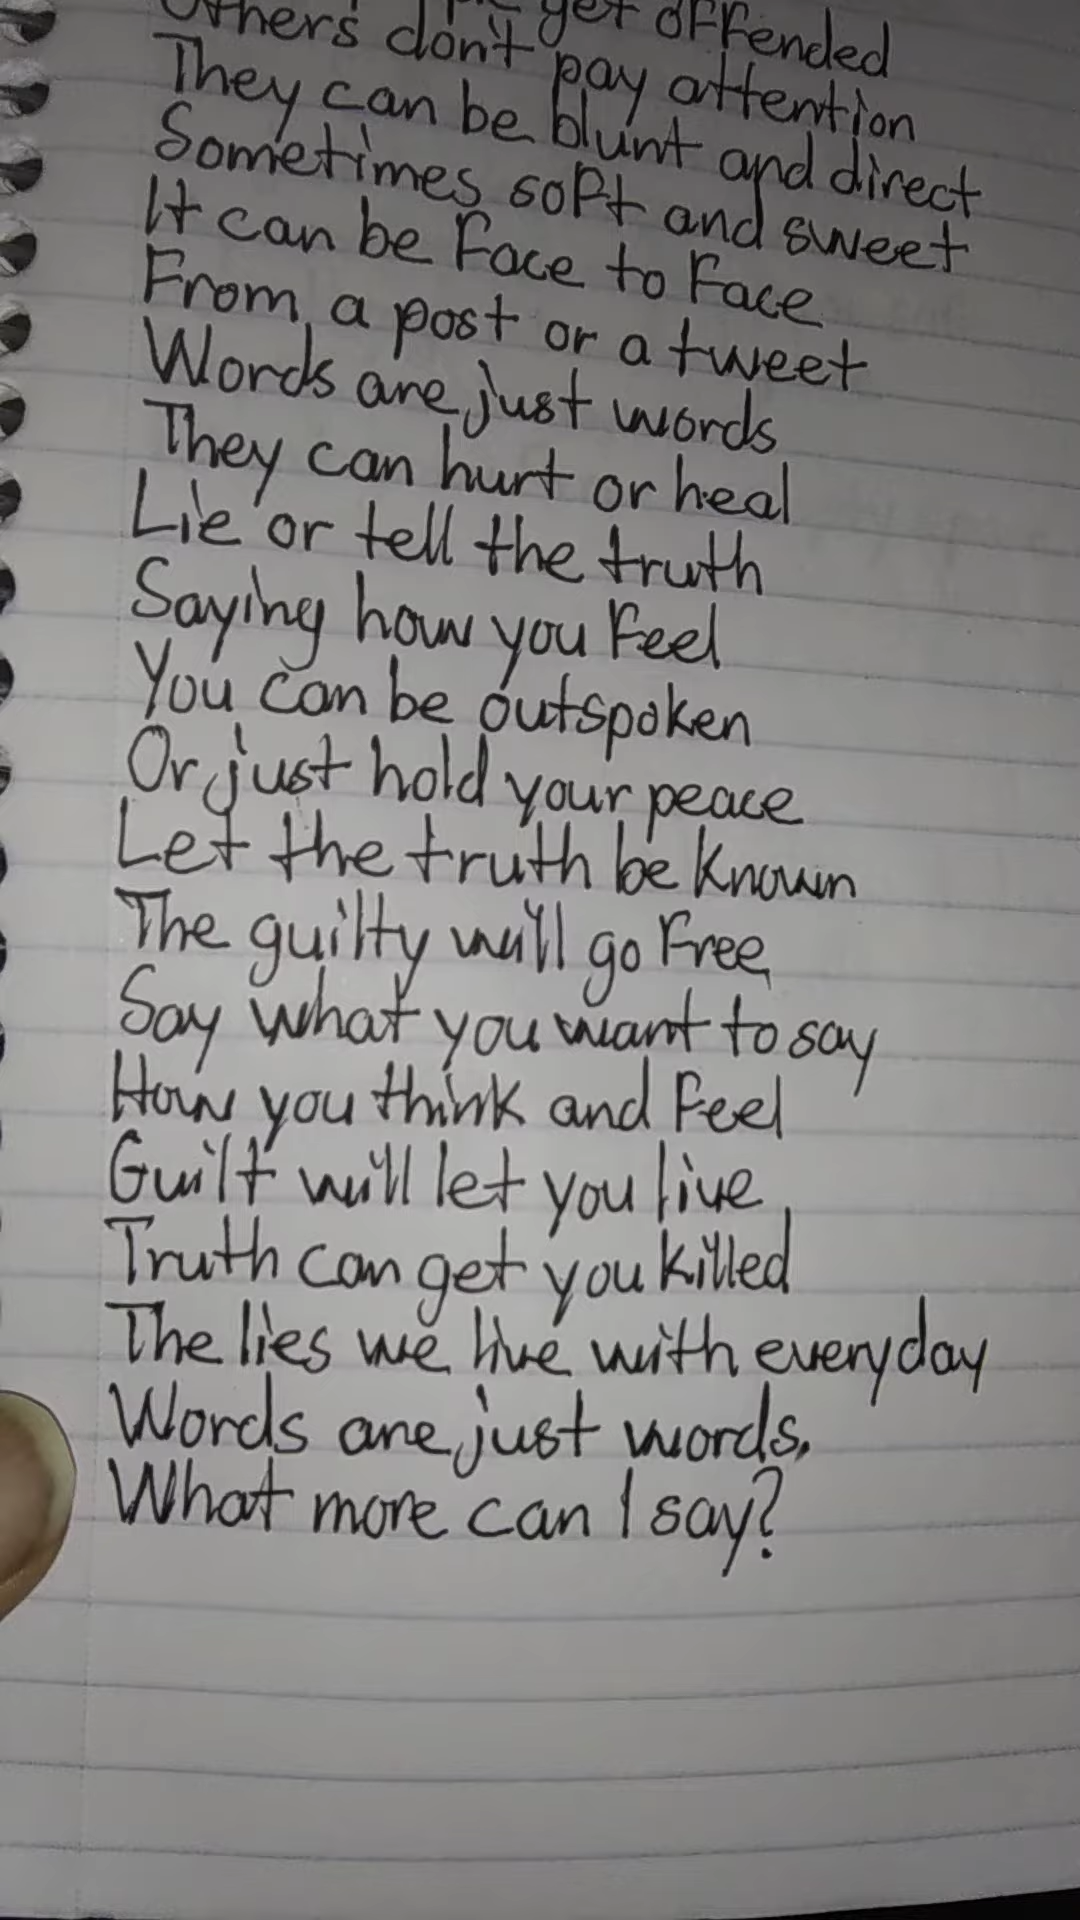 get offended
Others don't pay attention
They can be blunt and direct
Sometimes soft and sweet
It can be face to face
From a post or a tweet
Words are just words
They can hurt or heal
Lie or tell the truth
Saying how you feel
You can be outspoken
Or just hold your peace
Let the truth be known
The guilty will go free
Say what you want to say
How you think and feel
Guilt will let you live
Truth can get you killed
The lies we live with everyday
Words are just words,
What more can I say?